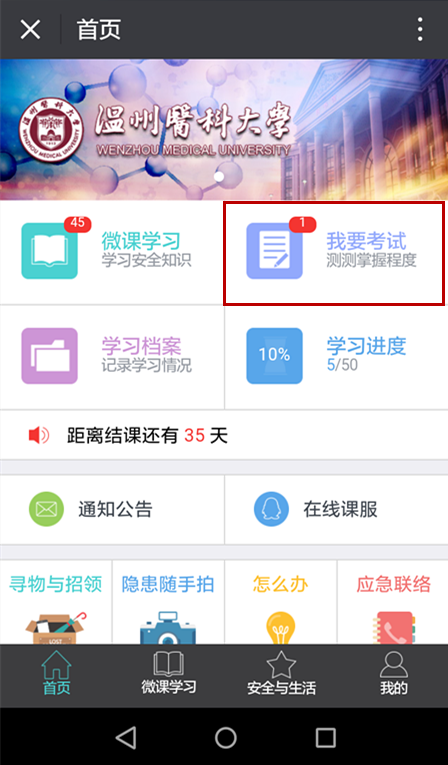 首页
温州醫科大學
WENZHOU MEDICAL UNIVERSITY
45
微课学习
学习安全知识
1
我要考试
测测掌握程度
学习档案
记录学习情况
10%
学习进度
5/50
距离结课还有 35 天
通知公告
在线课服
寻物与招领
隐患随手拍
怎么办
应急联络
LOST
首页
微课学习
安全与生活
我的